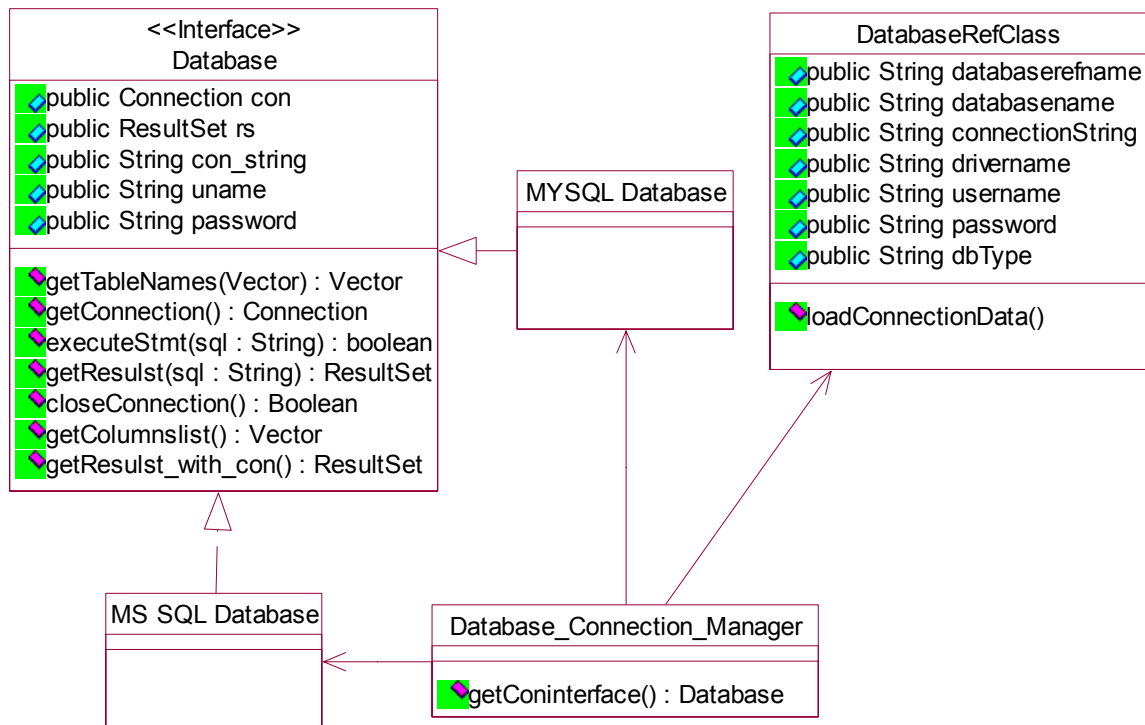 <<Interface>>
Database
public Connection con
public ResultSet rs
public String con_string
public String uname
public String password
getTableNames(Vector) : Vector
getConnection() : Connection
executeStmt(sql : String) : boolean
getResulst(sql : String) : ResultSet
closeConnection() : Boolean
getColumnslist() : Vector
getResulst_with_con() : ResultSet
MYSQL Database
DatabaseRefClass
public String databaserefname
public String databasename
public String connectionString
public String drivername
public String username
public String password
public String dbType
loadConnectionData()
MS SQL Database
Database_Connection_Manager
getConinterface() : Database